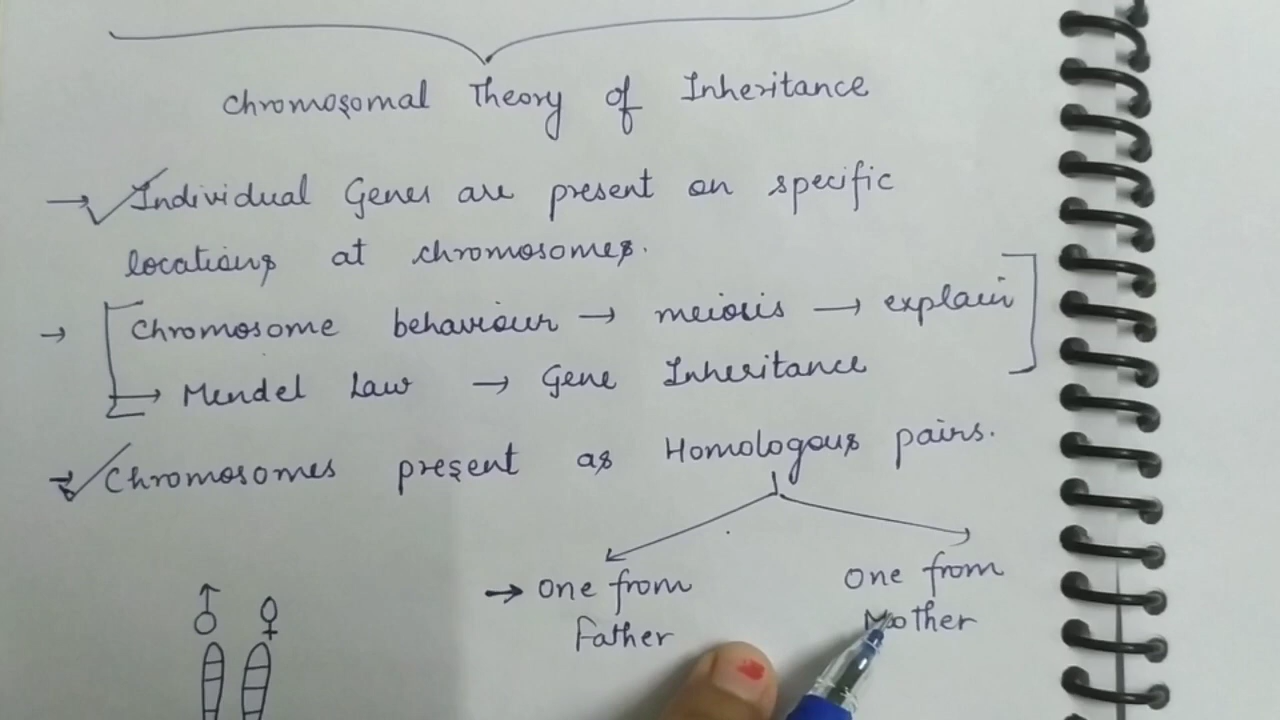 Chromosomal Theory of Inheritance
→ Individual Genes are present on specific
locations at chromosomes.
→ Chromosome behaviour → meiosis → explain
→ Mendel Law → Gene Inheritance
→ Chromosomes present as Homologous pairs.
→ One from Father
One from Mother
♂ ♀